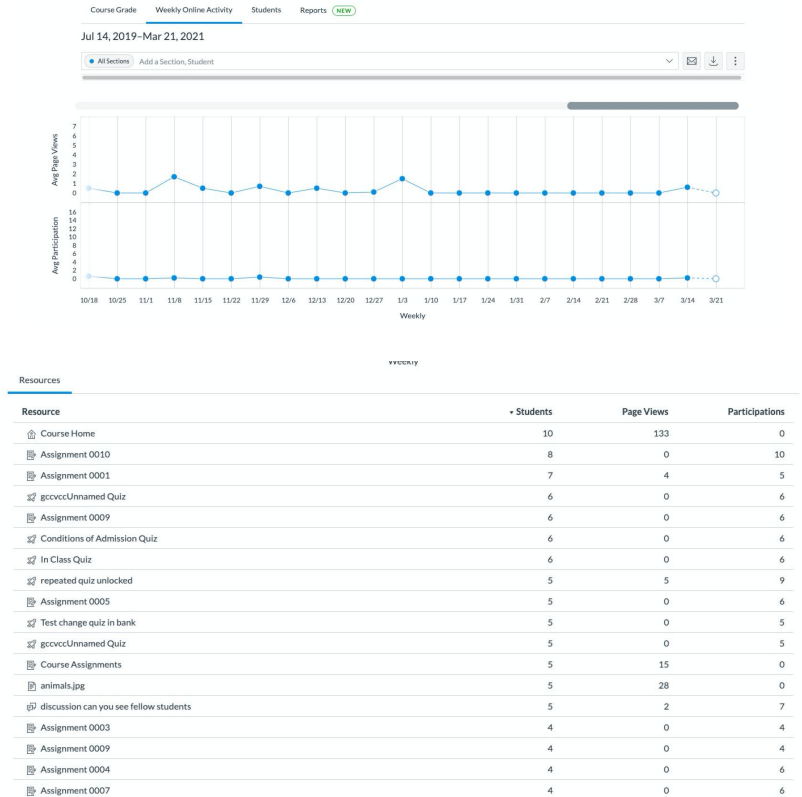 Course Grade Weekly Online Activity Students Reports NEW
Jul 14, 2019–Mar 21, 2021
All Sections Add a Section, Student
Avg Page Views
7
6
5
4
3
2
1
0
Avg Participation
16
14
12
10
8
6
4
2
0
10/18 10/25 11/1 11/8 11/15 11/22 11/29 12/6 12/13 12/20 12/27 1/3 1/10 1/17 1/24 1/31 2/7 2/14 2/21 2/28 3/7 3/14 3/21
Weekly
Weekly
Resources
Resource Students Page Views Participations
Course Home 10 133 0
Assignment 0010 8 0 10
Assignment 0001 7 4 5
gccvccUnnamed Quiz 6 0 6
Assignment 0009 6 0 6
Conditions of Admission Quiz 6 0 6
In Class Quiz 6 0 6
repeated quiz unlocked 5 5 9
Assignment 0005 5 0 6
Test change quiz in bank 5 0 5
gccvccUnnamed Quiz 5 0 5
Course Assignments 5 15 0
animals.jpg 5 28 0
discussion can you see fellow students 5 2 7
Assignment 0003 4 0 4
Assignment 0009 4 0 4
Assignment 0004 4 0 6
Assignment 0007 4 0 6